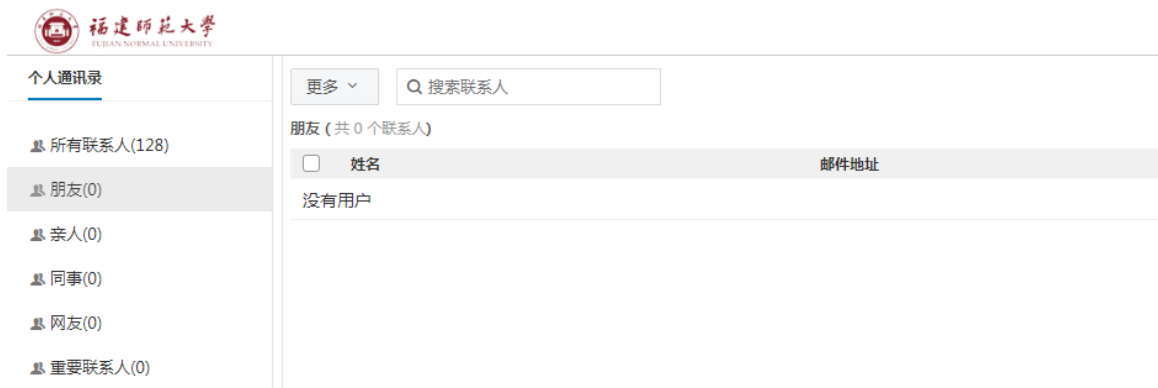 福建师范大學
FUJIAN NORMAL UNIVERSITY
个人通讯录
所有联系人(128)
朋友(0)
亲人(0)
同事(0)
网友(0)
重要联系人(0)
更多 搜索联系人
朋友 ( 共 0 个联系人)
姓名 邮件地址
没有用户